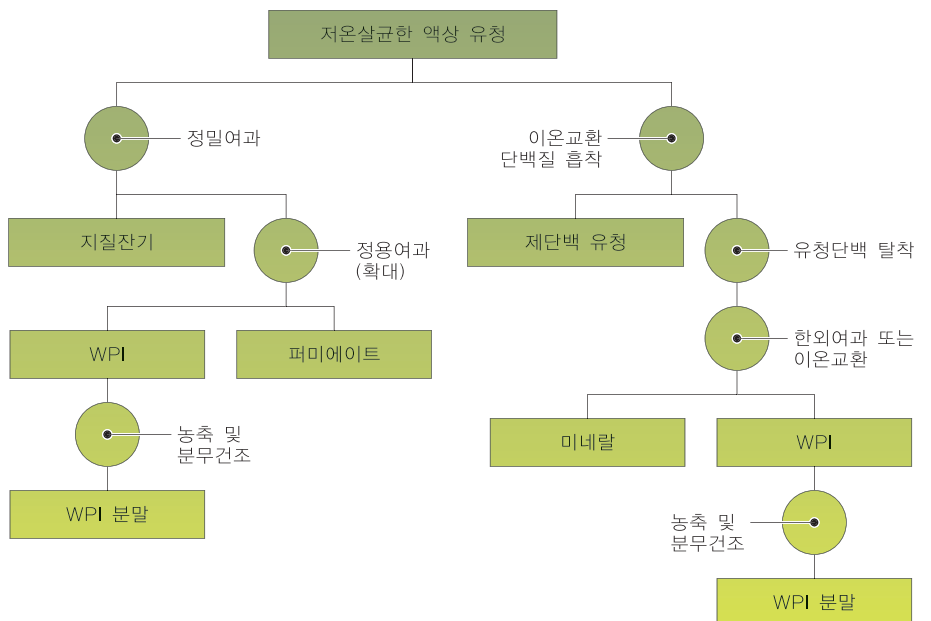 저온살균한 액상 유청
정밀여과
이온교환
단백질 흡착
지질잔기
정용여과
(확대)
제단백 유청
유청단백 탈착
WPI
퍼미에이트
한외여과 또는
이온교환
농축 및
분무건조
미네랄
WPI
WPI 분말
농축 및
분무건조
WPI 분말